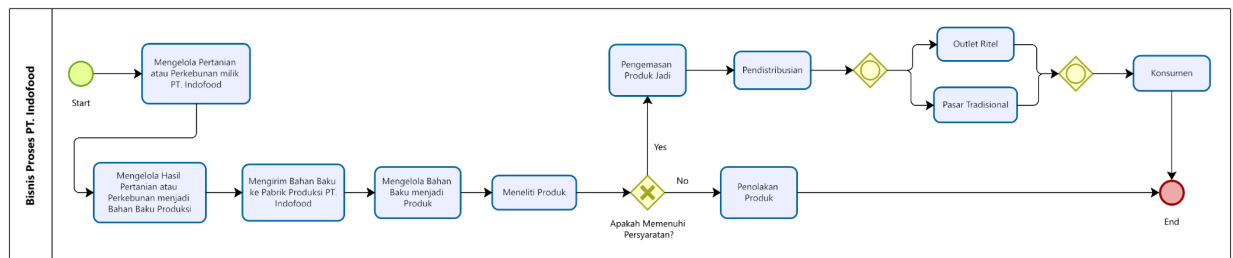 Bisnis Proses PT. Indofood
Start
Mengelola Pertanian
atau Perkebunan milik
PT. Indofood
Mengelola Hasil
Pertanian atau
Perkebunan menjadi
Bahan Baku Produksi
Mengirim Bahan Baku
ke Pabrik Produksi PT.
Indofood
Mengelola Bahan
Baku menjadi
Produk
Meneliti Produk
Apakah Memenuhi
Persyaratan?
Yes
No
Pengemasan
Produk Jadi
Pendistribusian
Outlet Ritel
Pasar Tradisional
Konsumen
Penolakan
Produk
End